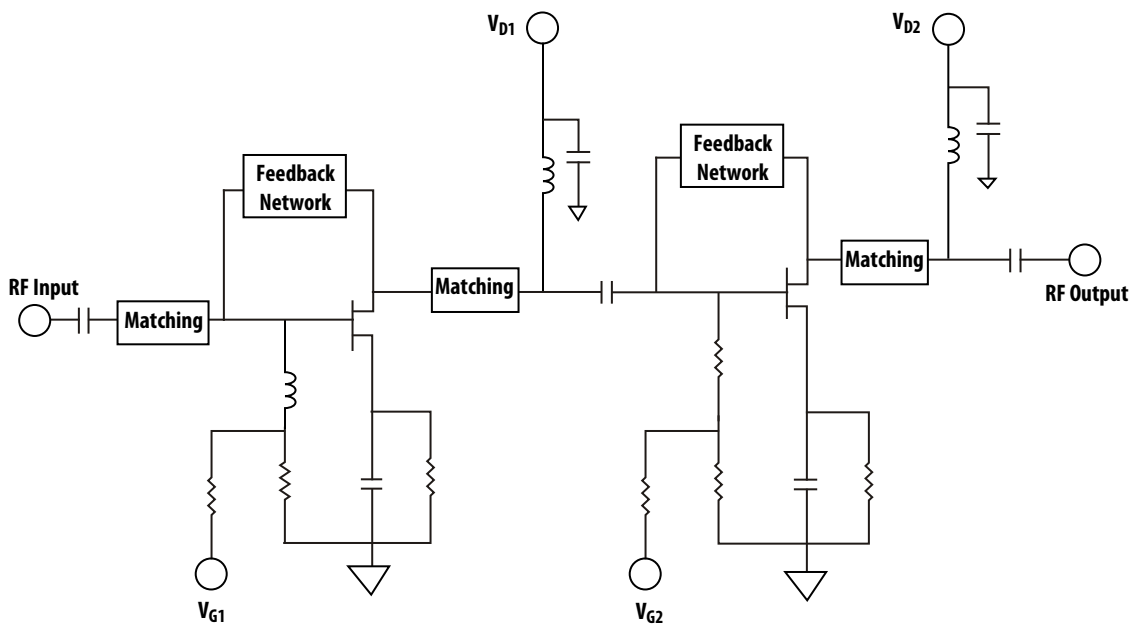 V_D1
V_D2
Feedback
Network
Feedback
Network
RF Input
Matching
Matching
Matching
RF Output
V_G1
V_G2